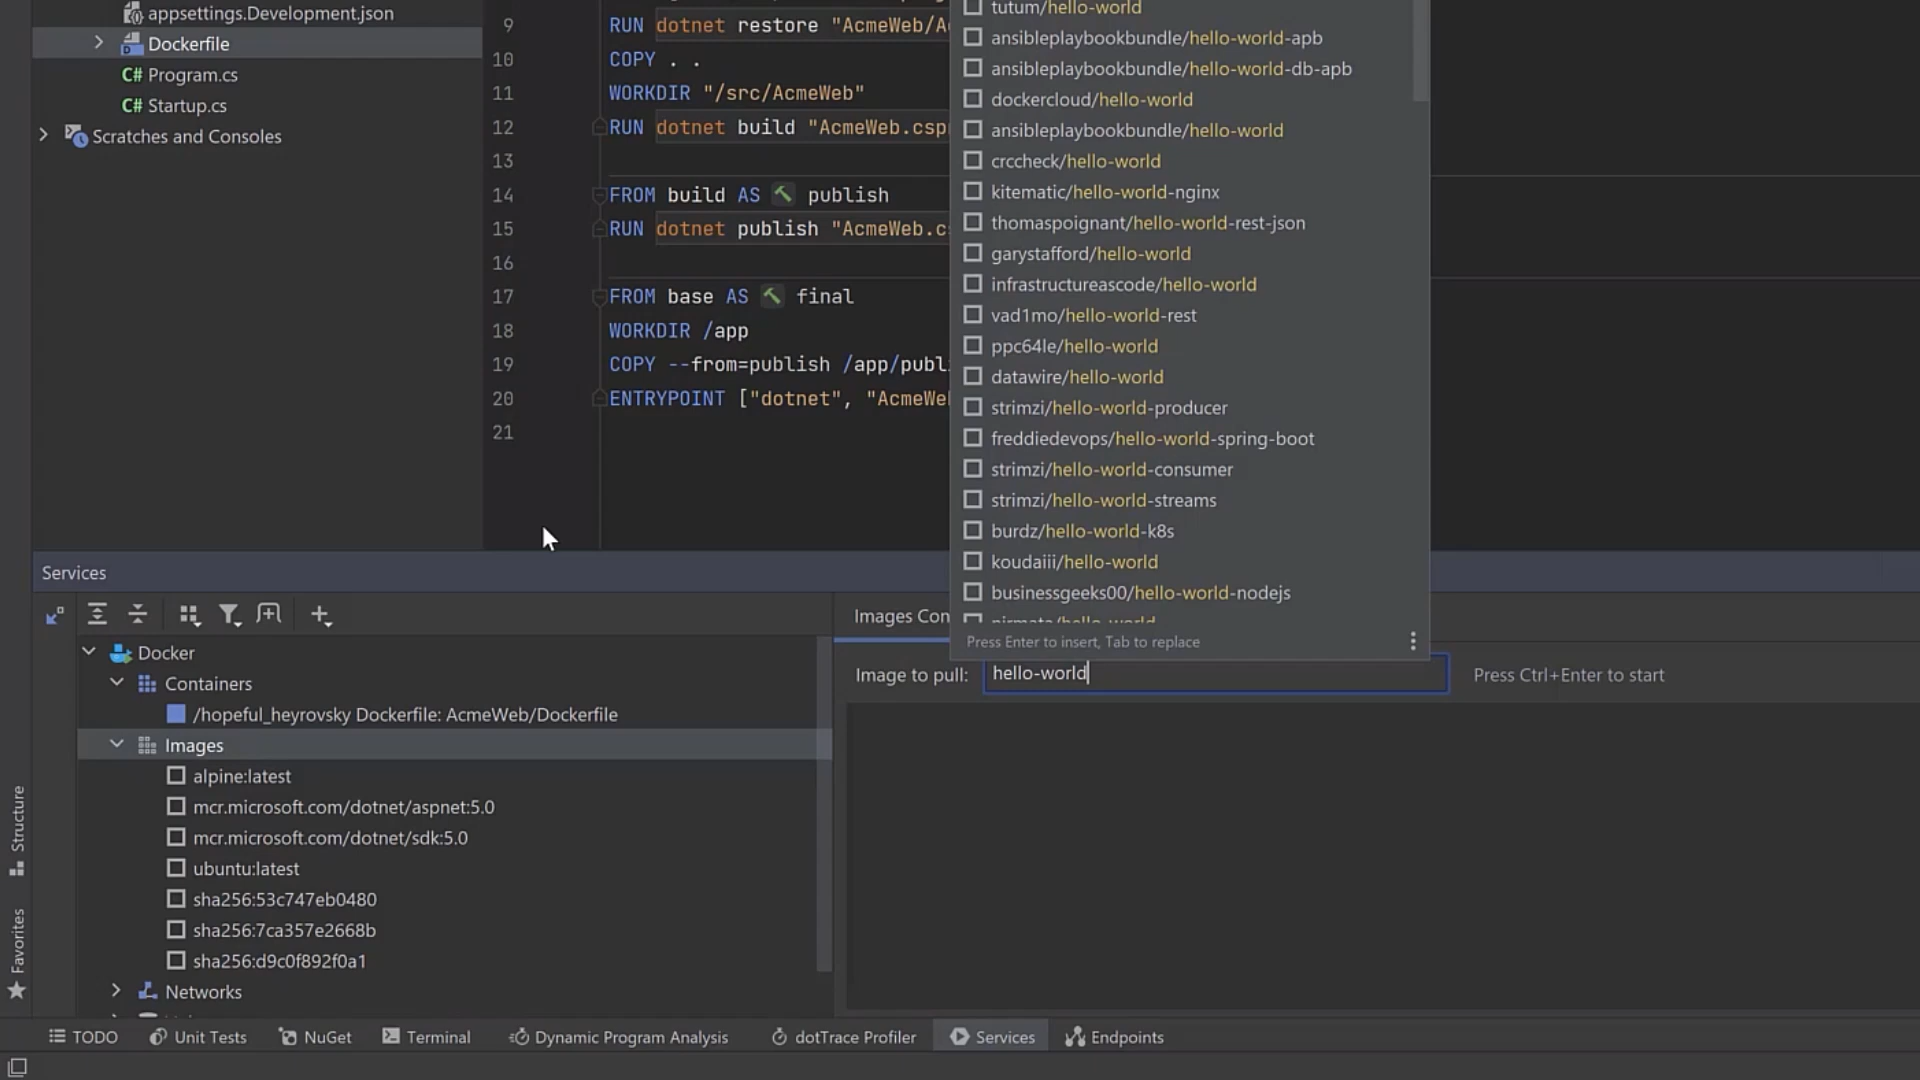 appsettings.Development.json
Dockerfile
C# Program.cs
C# Startup.cs
Scratches and Consoles
9 RUN dotnet restore "AcmeWeb/A
10 COPY . .
11 WORKDIR "/src/AcmeWeb"
12 RUN dotnet build "AcmeWeb.csp
13
14 FROM build AS publish
15 RUN dotnet publish "AcmeWeb.c
16
17 FROM base AS final
18 WORKDIR /app
19 COPY --from=publish /app/publ
20 ENTRYPOINT ["dotnet", "AcmeWe
21
tutum/hello-world
ansibleplaybookbundle/hello-world-apb
ansibleplaybookbundle/hello-world-db-apb
dockercloud/hello-world
ansibleplaybookbundle/hello-world
crccheck/hello-world
kitematic/hello-world-nginx
thomaspoignant/hello-world-rest-json
garystafford/hello-world
infrastructureascode/hello-world
vad1mo/hello-world-rest
ppc64le/hello-world
datawire/hello-world
strimzi/hello-world-producer
freddiedevops/hello-world-spring-boot
strimzi/hello-world-consumer
strimzi/hello-world-streams
burdz/hello-world-k8s
koudaiii/hello-world
businessgeeks00/hello-world-nodejs
Press Enter to insert, Tab to replace
Services
Docker
Containers
/hopeful_heyrovsky Dockerfile: AcmeWeb/Dockerfile
Images
alpine:latest
mcr.microsoft.com/dotnet/aspnet:5.0
mcr.microsoft.com/dotnet/sdk:5.0
ubuntu:latest
sha256:53c747eb0480
sha256:7ca357e2668b
sha256:d9c0f892f0a1
Networks
Images Con
Image to pull: hello-world Press Ctrl+Enter to start
Structure
Favorites
TODO Unit Tests NuGet Terminal Dynamic Program Analysis dotTrace Profiler Services Endpoints